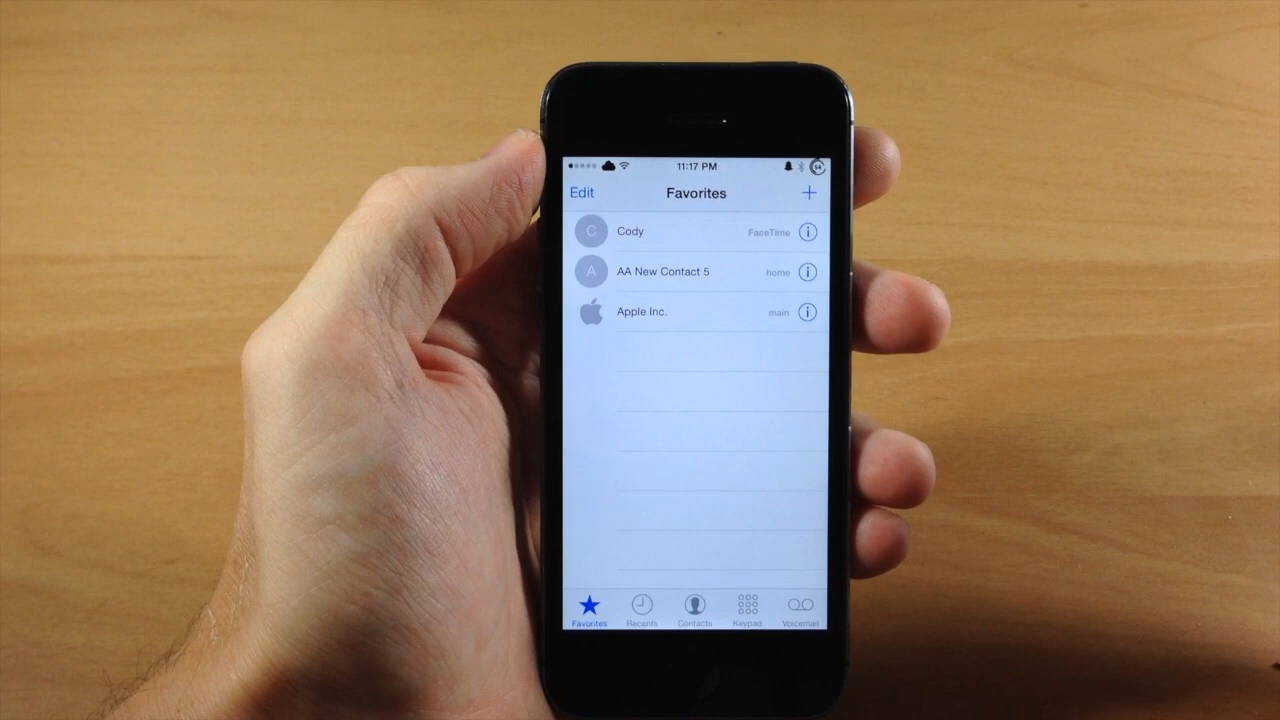 11:17 PM 54
Edit Favorites +
C Cody FaceTime i
A AA New Contact 5 home i
Apple Inc. main i
Favorites Recents Contacts Keypad Voicemail